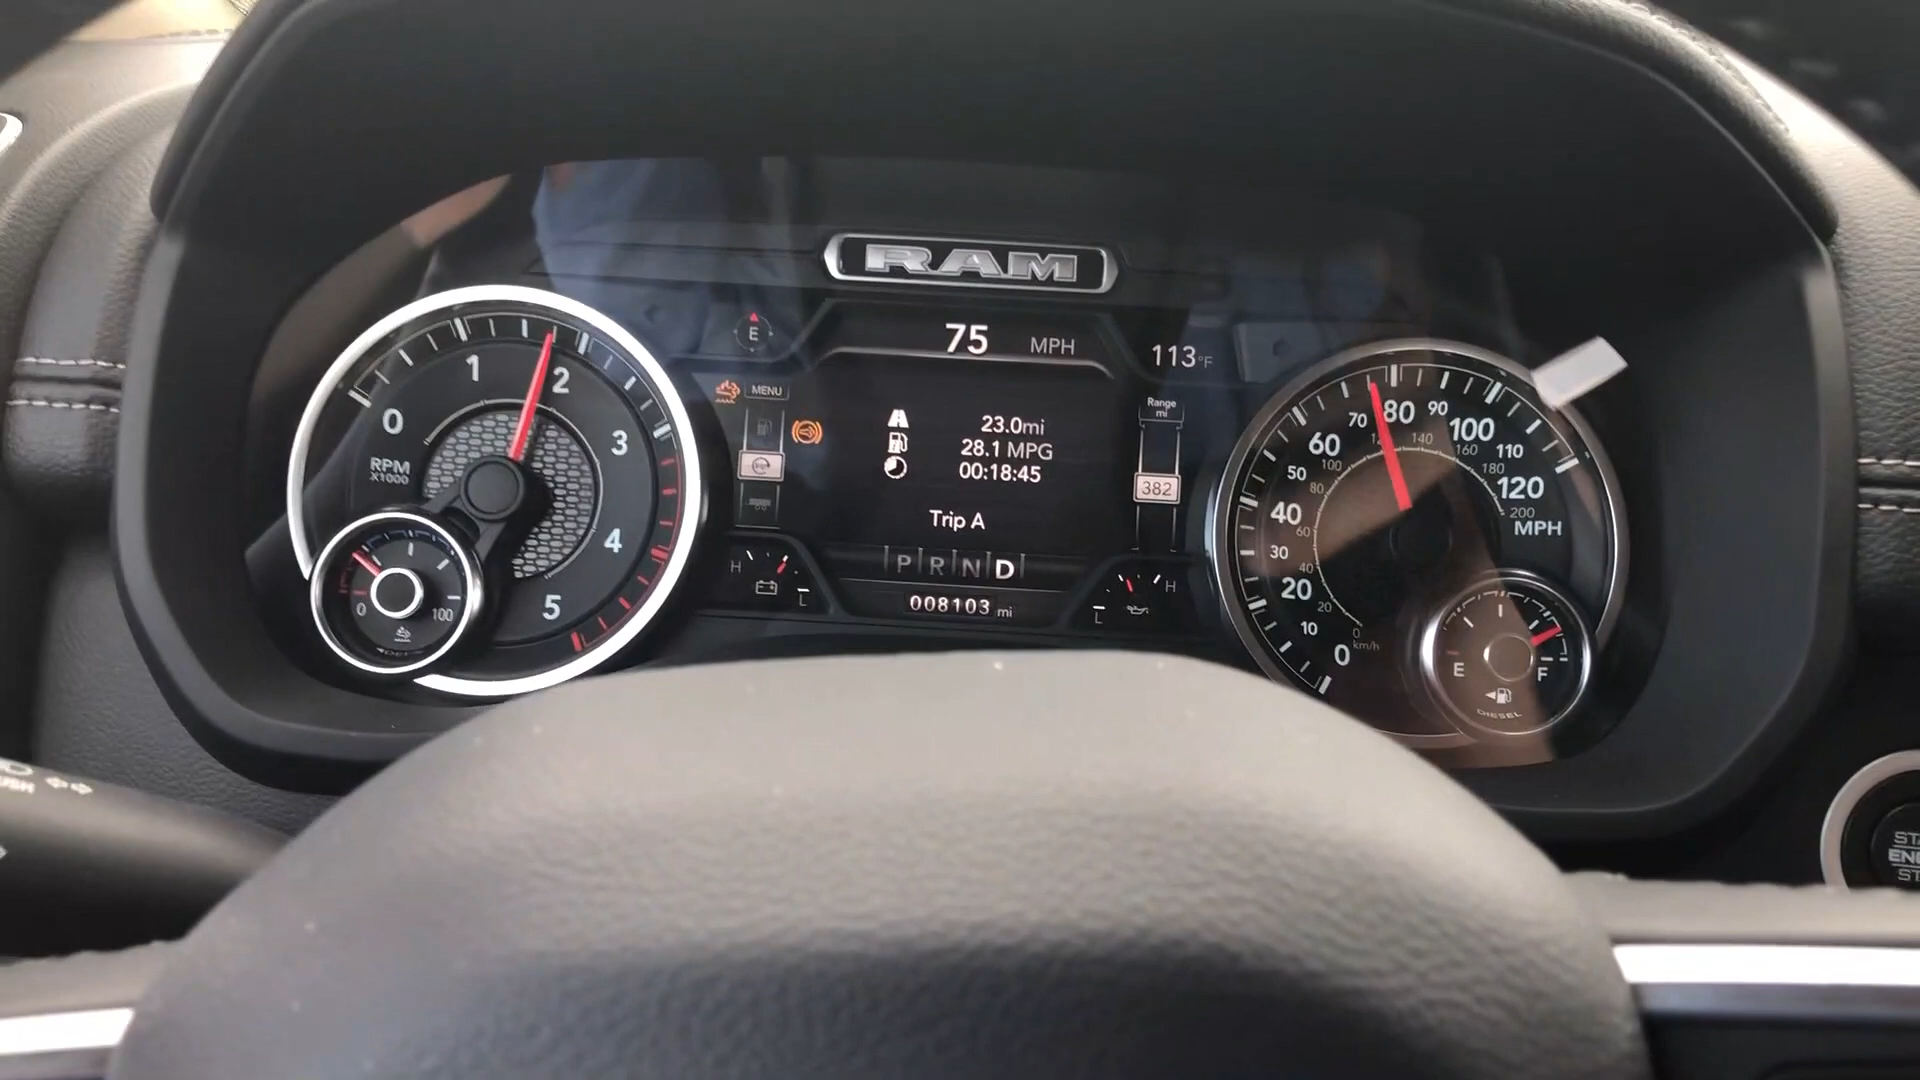 RAM
E
75 MPH
113°F
MENU
Range
mi
382
23.0mi
28.1 MPG
00:18:45
Trip A
P R N D
008103 mi
H
L
L
H
0
1
2
3
4
5
RPM
X1000
0
100
0
10
20
30
40
50
60
70
80
90
100
110
120
MPH
km/h
0
20
60
80
100
140
160
180
200
E
F
DIESEL